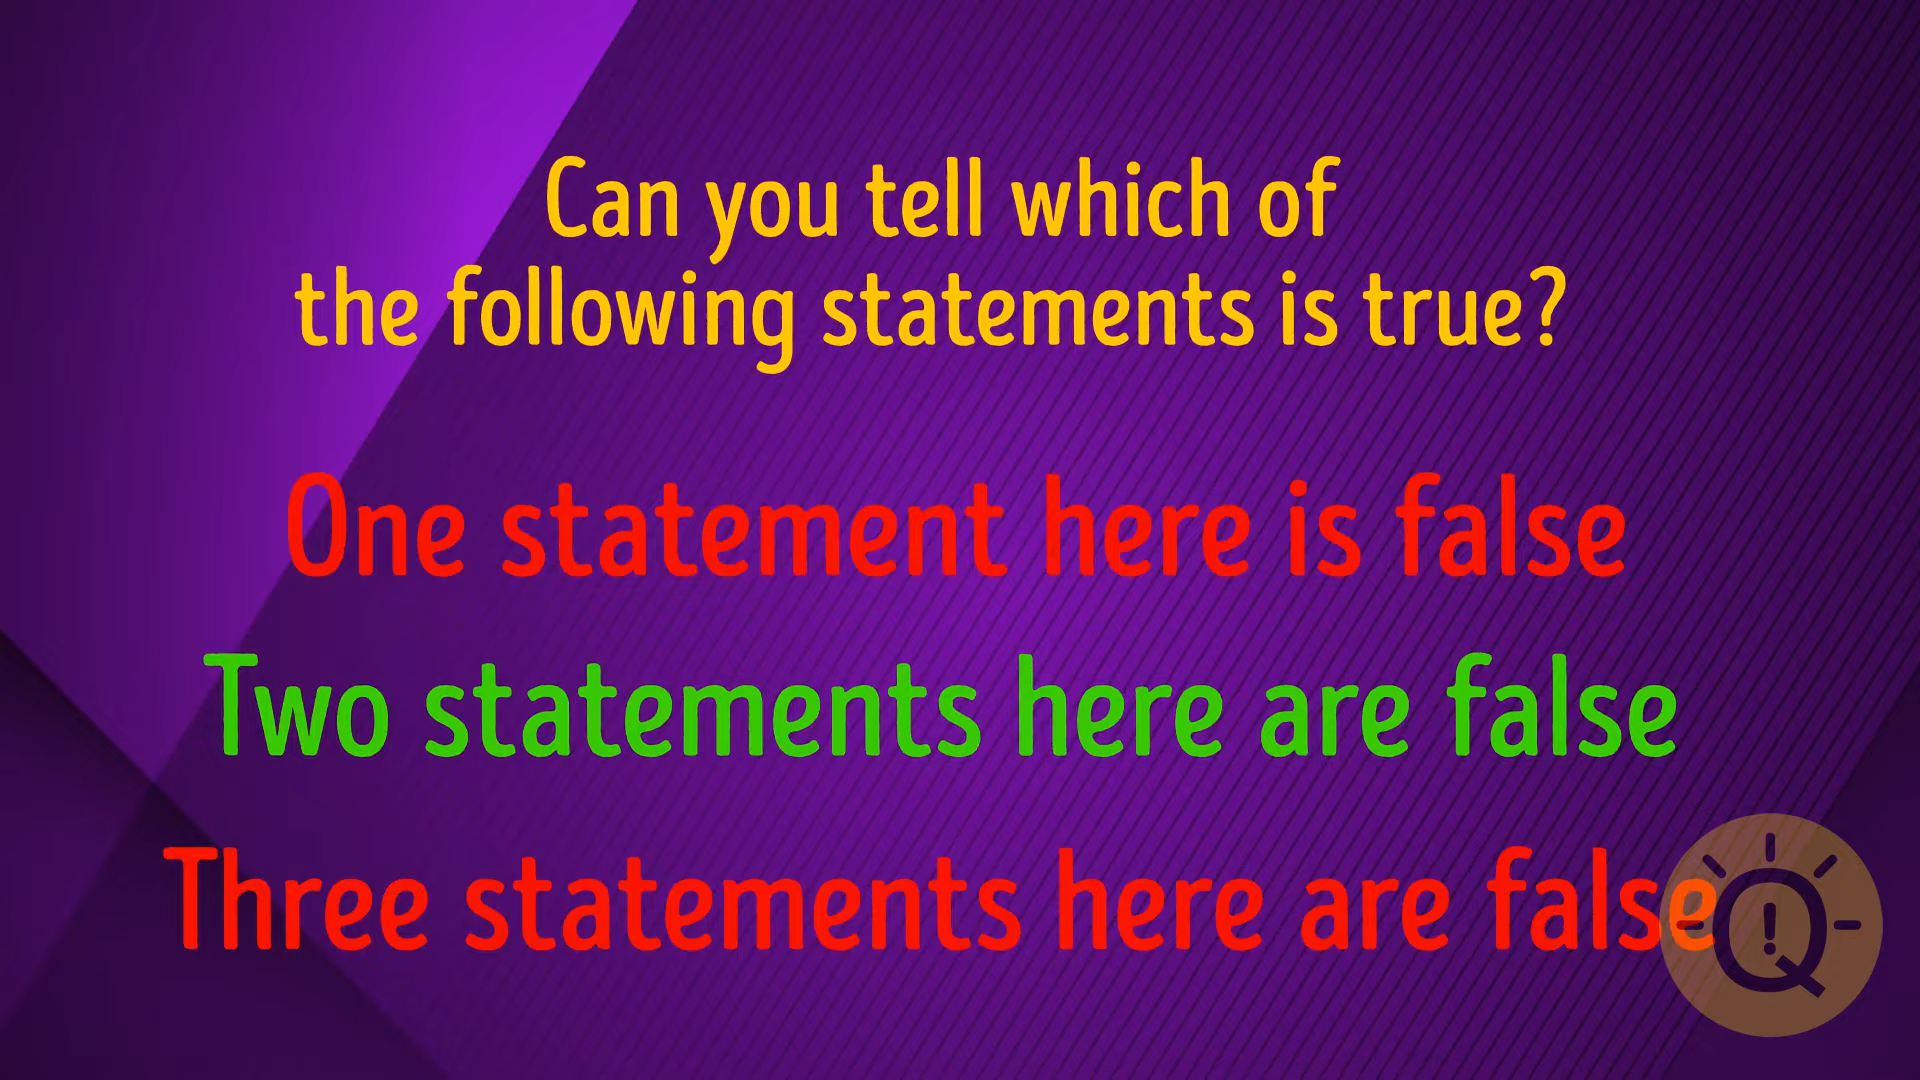 Can you tell which of
the following statements is true?
One statement here is false
Two statements here are false
Three statements here are false